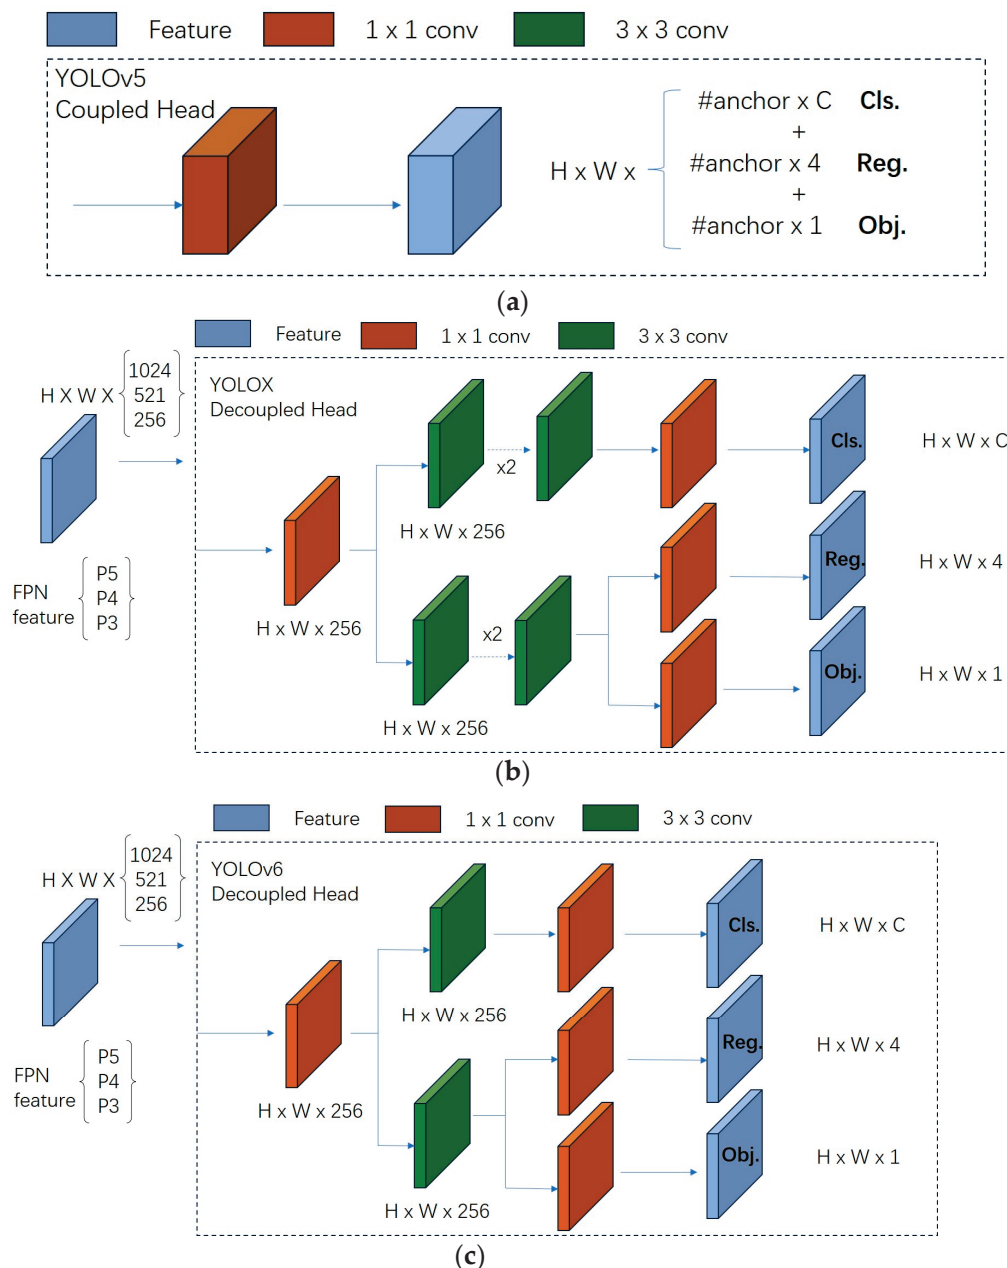 Feature 1 x 1 conv 3 x 3 conv
YOLOv5
Coupled Head
H x W x
#anchor x C Cls.
+
#anchor x 4 Reg.
+
#anchor x 1 Obj.
(a)
Feature 1 x 1 conv 3 x 3 conv
H X W X
1024
521
256
FPN
feature
P5
P4
P3
YOLOX
Decoupled Head
H x W x 256
x2
H x W x 256
x2
H x W x 256
Cls.
H x W x C
Reg.
H x W x 4
Obj.
H x W x 1
(b)
Feature 1 x 1 conv 3 x 3 conv
H X W X
1024
521
256
FPN
feature
P5
P4
P3
YOLOv6
Decoupled Head
H x W x 256
H x W x 256
H x W x 256
Cls.
H x W x C
Reg.
H x W x 4
Obj.
H x W x 1
(c)